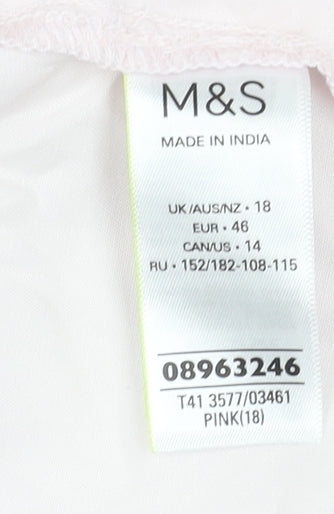 M&S
MADE IN INDIA
UK/AUS/NZ • 18
EUR • 46
CAN/US • 14
RU • 152/182-108-115
08963246
T41 3577/03461
PINK(18)